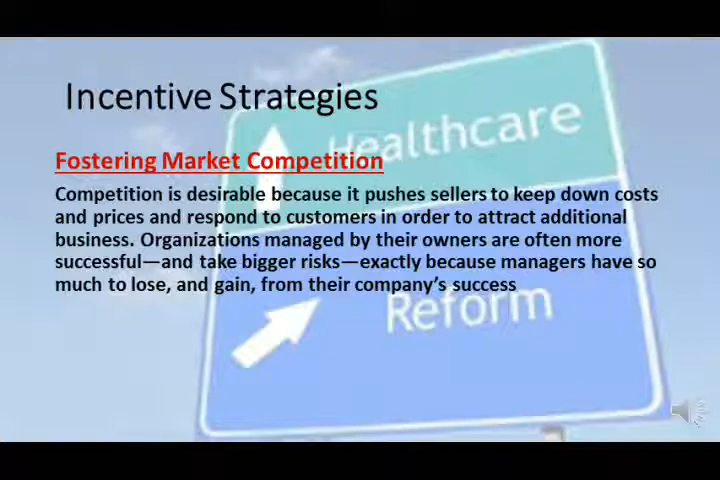 Incentive Strategies
Healthcare
Fostering Market Competition
Competition is desirable because it pushes sellers to keep down costs
and prices and respond to customers in order to attract additional
business. Organizations managed by their owners are often more
successful—and take bigger risks—exactly because managers have so
much to lose, and gain, from their company's success
Reform